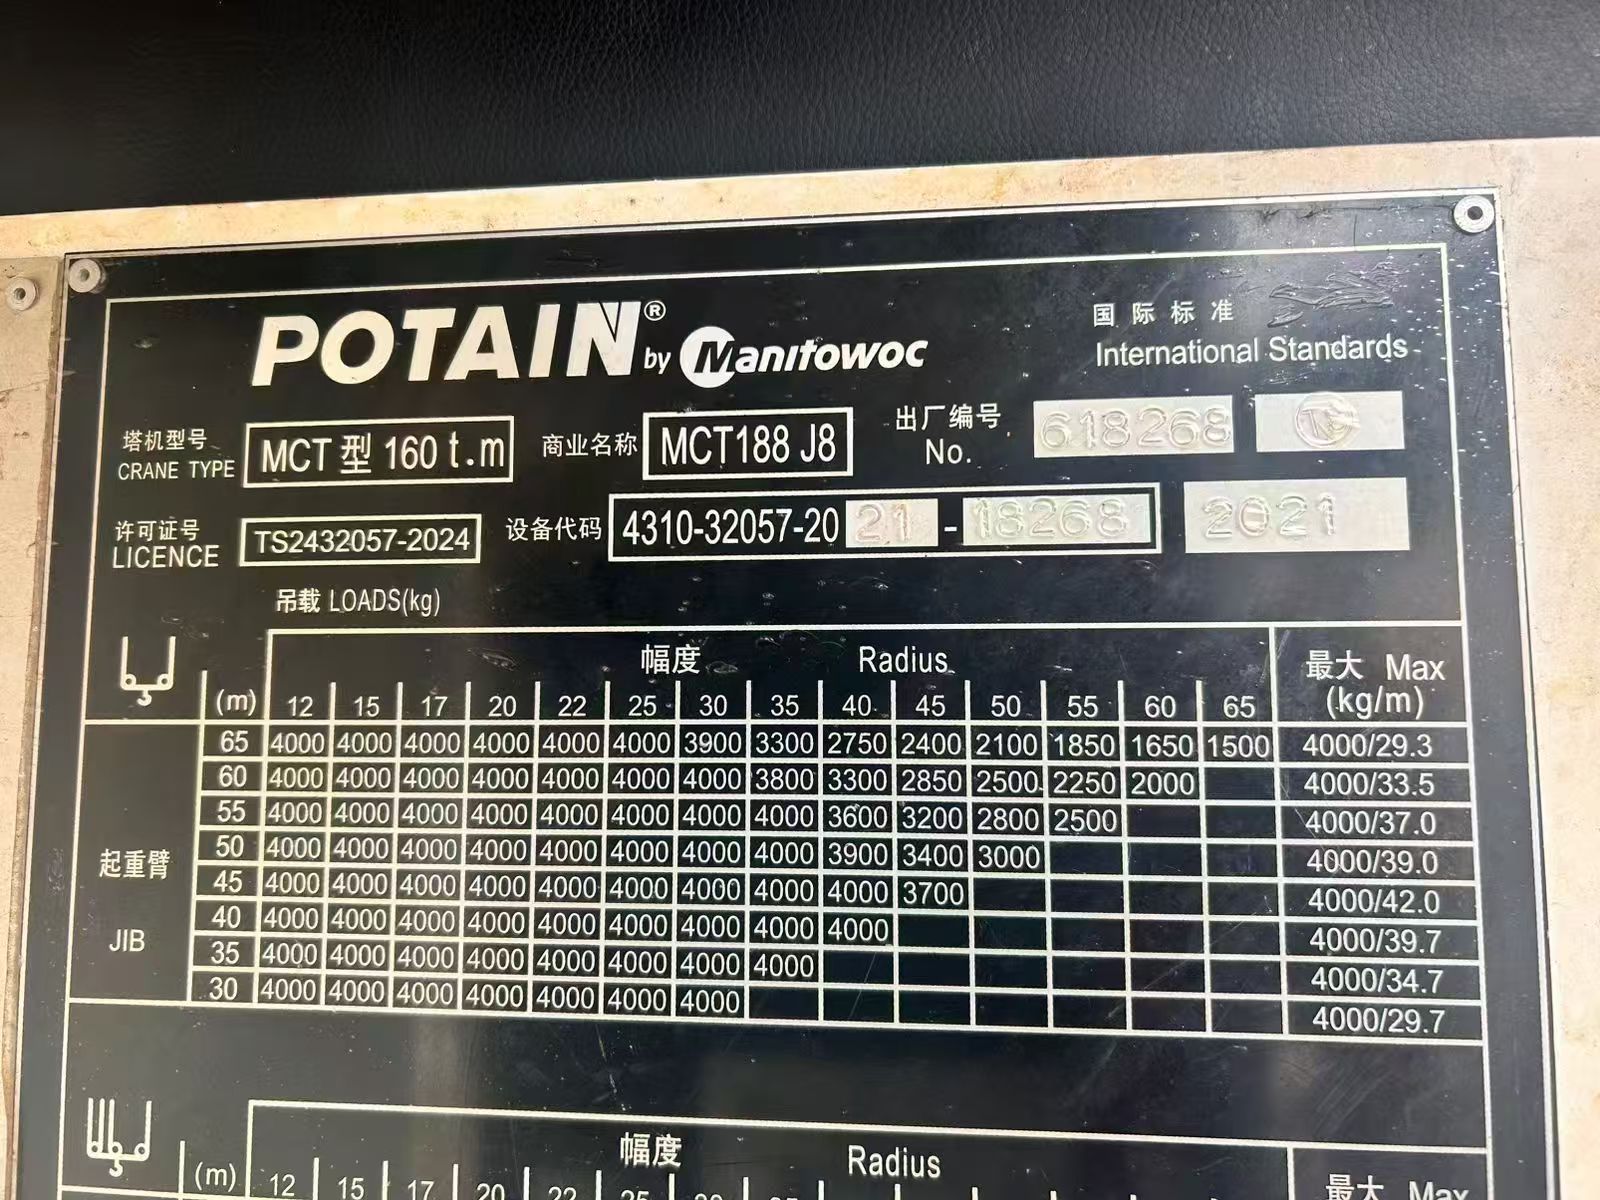 POTAIN® by Manitowoc
国际标准
International Standards
塔机型号 MCT型160 t.m 商业名称 MCT188 J8 出厂编号 618268 TS
CRANE TYPE No.
许可证号 TS2432057-2024 设备代码 4310-32057-2021-18268 2021
LICENCE
吊载 LOADS(kg)
幅度 Radius 最大 Max
(m) 12 15 17 20 22 25 30 35 40 45 50 55 60 65 (kg/m)
65 4000 4000 4000 4000 4000 4000 3900 3300 2750 2400 2100 1850 1650 1500 4000/29.3
60 4000 4000 4000 4000 4000 4000 4000 3800 3300 2850 2500 2250 2000 4000/33.5
55 4000 4000 4000 4000 4000 4000 4000 4000 3600 3200 2800 2500 4000/37.0
起重臂 50 4000 4000 4000 4000 4000 4000 4000 4000 3900 3400 3000 4000/39.0
45 4000 4000 4000 4000 4000 4000 4000 4000 4000 3700 4000/42.0
JIB 40 4000 4000 4000 4000 4000 4000 4000 4000 4000 4000/39.7
35 4000 4000 4000 4000 4000 4000 4000 4000 4000/34.7
30 4000 4000 4000 4000 4000 4000 4000 4000/29.7
幅度 Radius 最大 Max
(m) 12 15 17 20 22 25